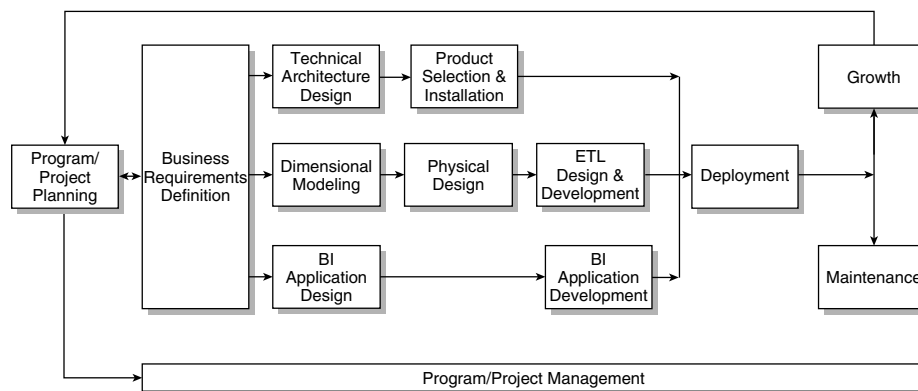 Program/
Project
Planning
Business
Requirements
Definition
Technical
Architecture
Design
Product
Selection &
Installation
Dimensional
Modeling
Physical
Design
ETL
Design &
Development
BI
Application
Design
BI
Application
Development
Deployment
Growth
Maintenance
Program/Project Management